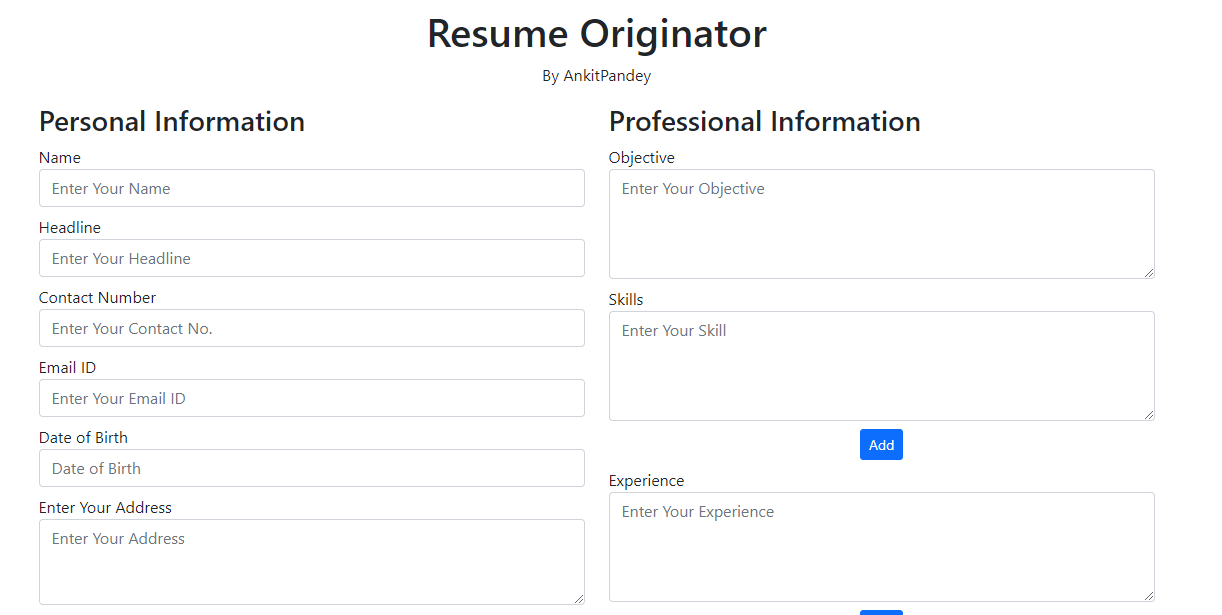 Resume Originator
By AnkitPandey
Personal Information
Name
Enter Your Name
Headline
Enter Your Headline
Contact Number
Enter Your Contact No.
Email ID
Enter Your Email ID
Date of Birth
Date of Birth
Enter Your Address
Enter Your Address
Professional Information
Objective
Enter Your Objective
Skills
Enter Your Skill
Add
Experience
Enter Your Experience